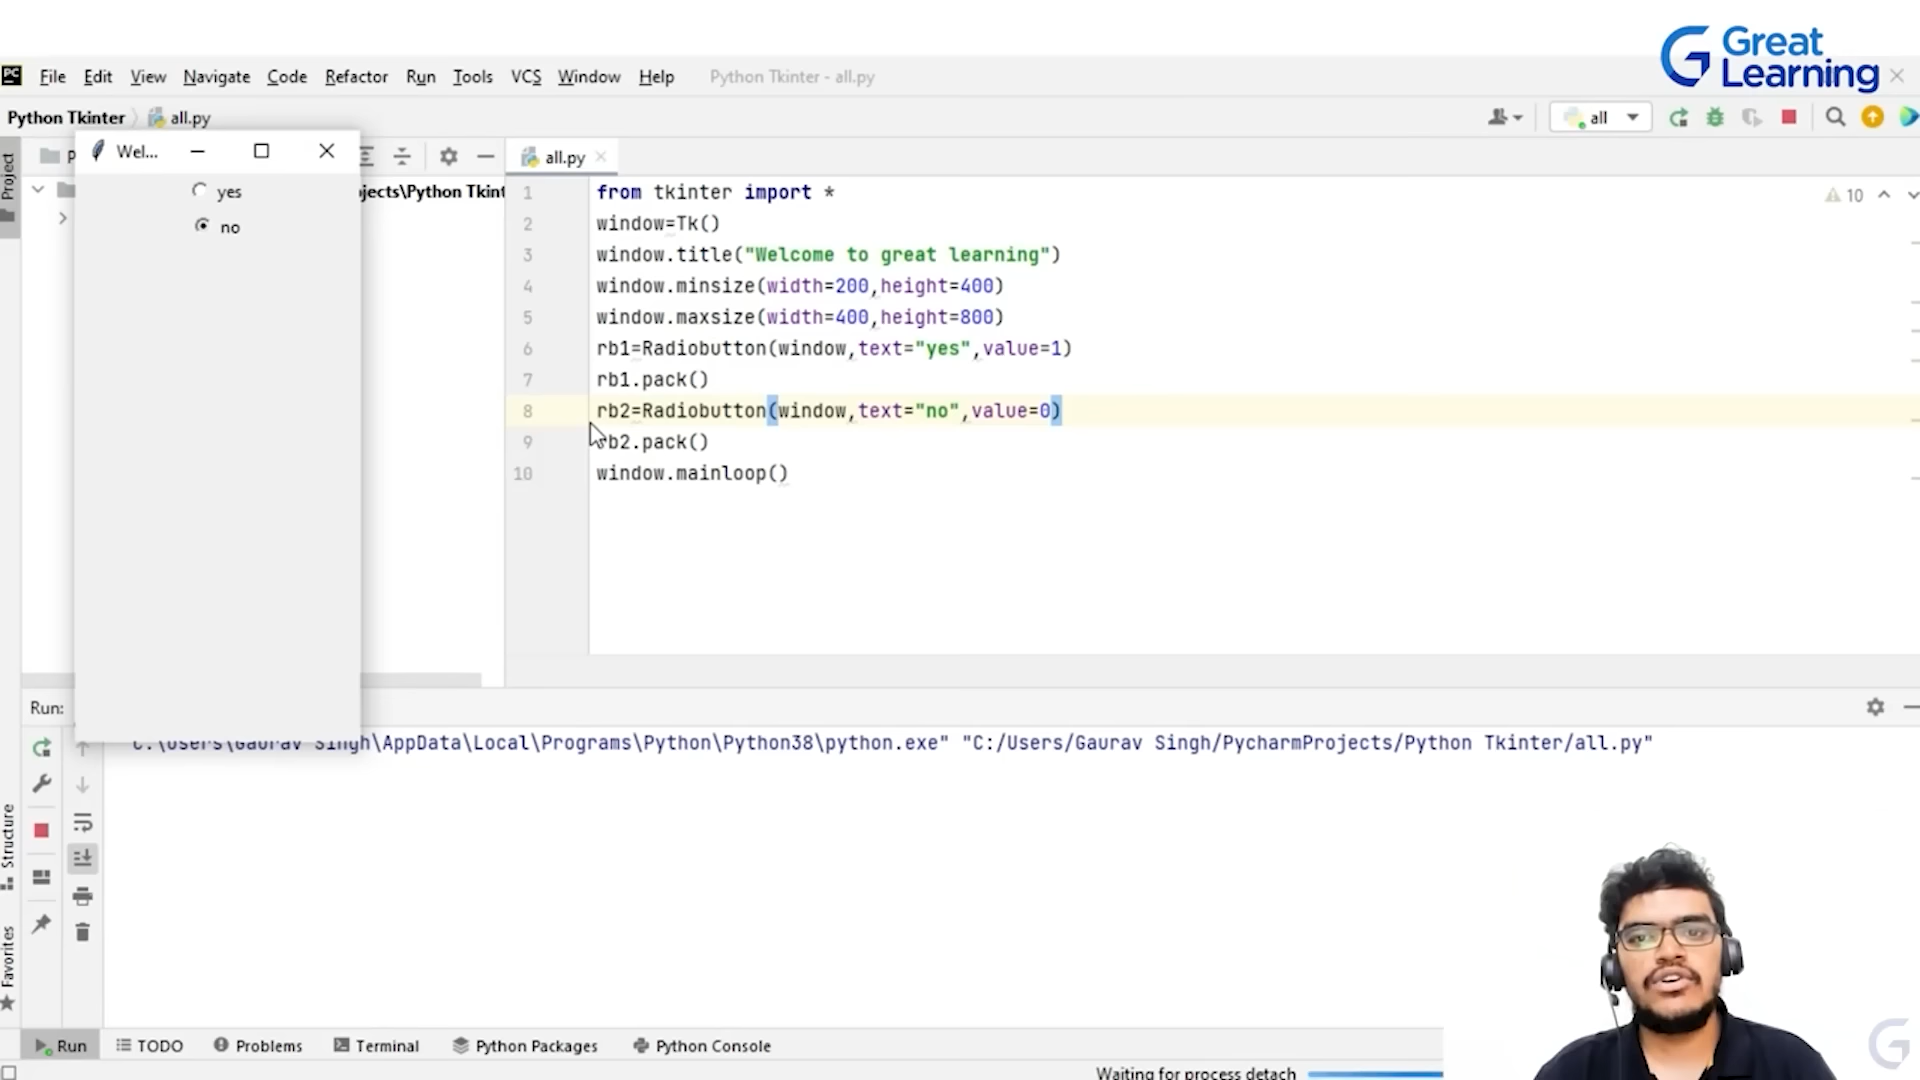 Great
Learning
PC File Edit View Navigate Code Refactor Run Tools VCS Window Help Python Tkinter - all.py
Python Tkinter all.py all
Project
P
Wel...
yes
no
jects\Python Tkint
all.py
10
1 from tkinter import *
2 window=Tk()
3 window.title("Welcome to great learning")
4 window.minsize(width=200,height=400)
5 window.maxsize(width=400,height=800)
6 rb1=Radiobutton(window,text="yes",value=1)
7 rb1.pack()
8 rb2=Radiobutton(window,text="no",value=0)
9 rb2.pack()
10 window.mainloop()
Run:
C:\Users\Gaurav Singh\AppData\Local\Programs\Python\Python38\python.exe" "C:/Users/Gaurav Singh/PycharmProjects/Python Tkinter/all.py"
Structure
Favorites
Run TODO Problems Terminal Python Packages Python Console
Waiting for process detach